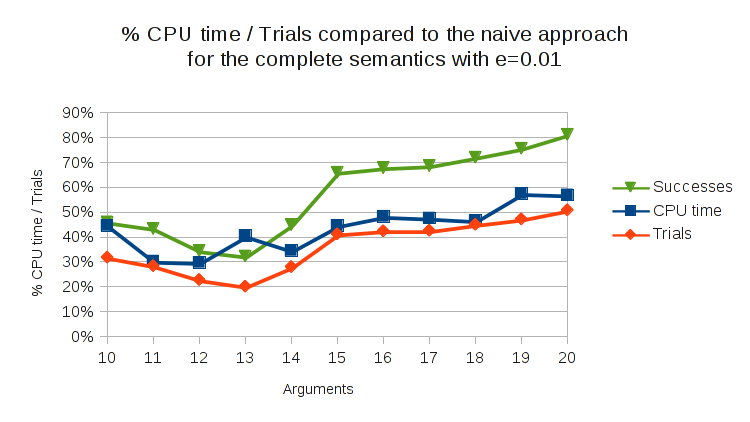 % CPU time / Trials compared to the naive approach
for the complete semantics with e=0.01
90%
80%
70%
60%
50%
40%
30%
20%
10%
0%
% CPU time / Trials
10 11 12 13 14 15 16 17 18 19 20
Arguments
Successes
CPU time
Trials